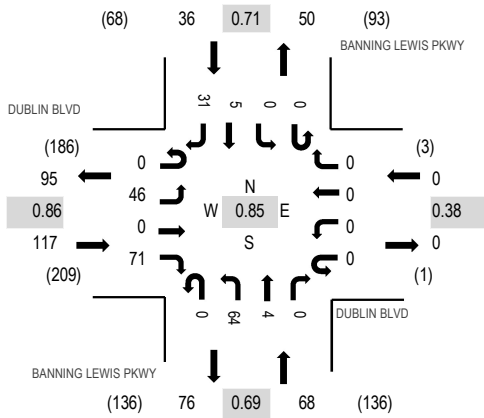 (68) 36 0.71 50 (93)
BANNING LEWIS PKWY
DUBLIN BLVD
31 5 0 0
(186) 0 0 (3)
95 0
46 0
N
0.86 W 0.85 E 0.38
0 0
S
117 0
71 0
(209) (1)
0 64 4 0
DUBLIN BLVD
BANNING LEWIS PKWY
(136) 76 0.69 68 (136)